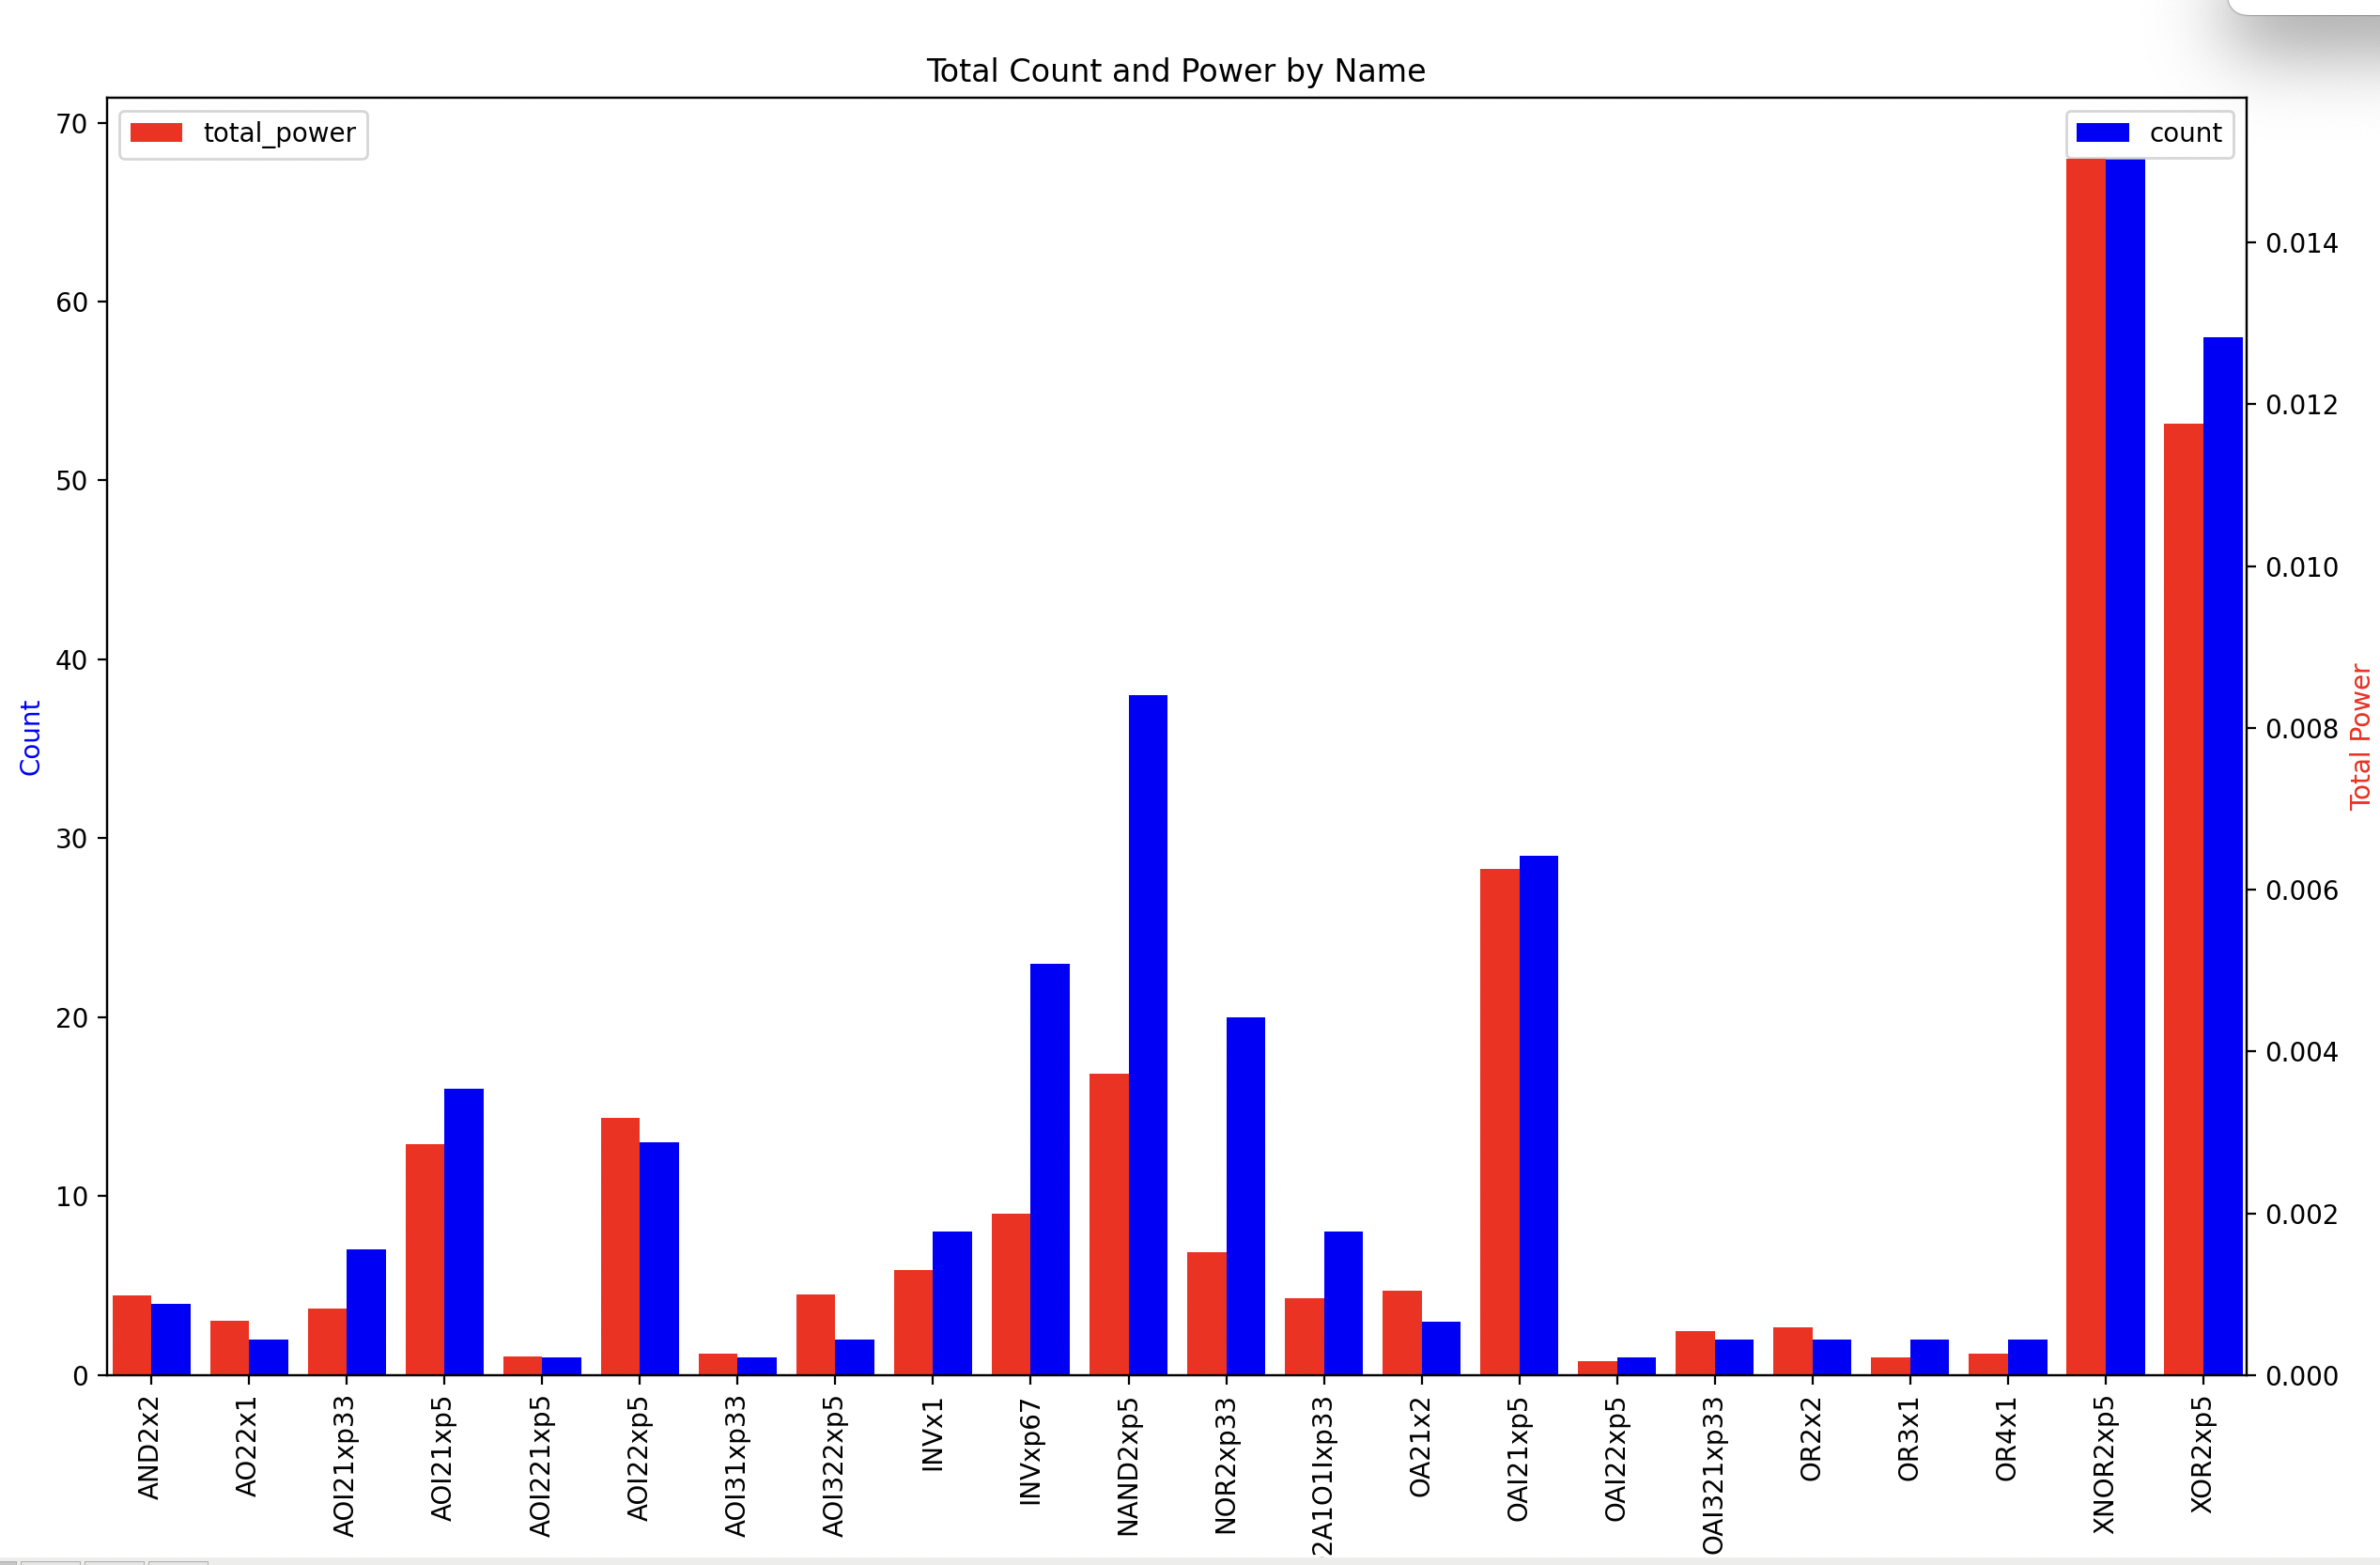 Total Count and Power by Name
total_power
count
70
60
50
40
30
20
10
0
Count
0.014
0.012
0.010
0.008
0.006
0.004
0.002
0.000
Total Power
AND2x2
AO22x1
AOI21xp33
AOI21xp5
AOI221xp5
AOI22xp5
AOI31xp33
AOI322xp5
INVx1
INVxp67
NAND2xp5
NOR2xp33
2A1O1Ixp33
OA21x2
OAI21xp5
OAI22xp5
OAI321xp33
OR2x2
OR3x1
OR4x1
XNOR2xp5
XOR2xp5